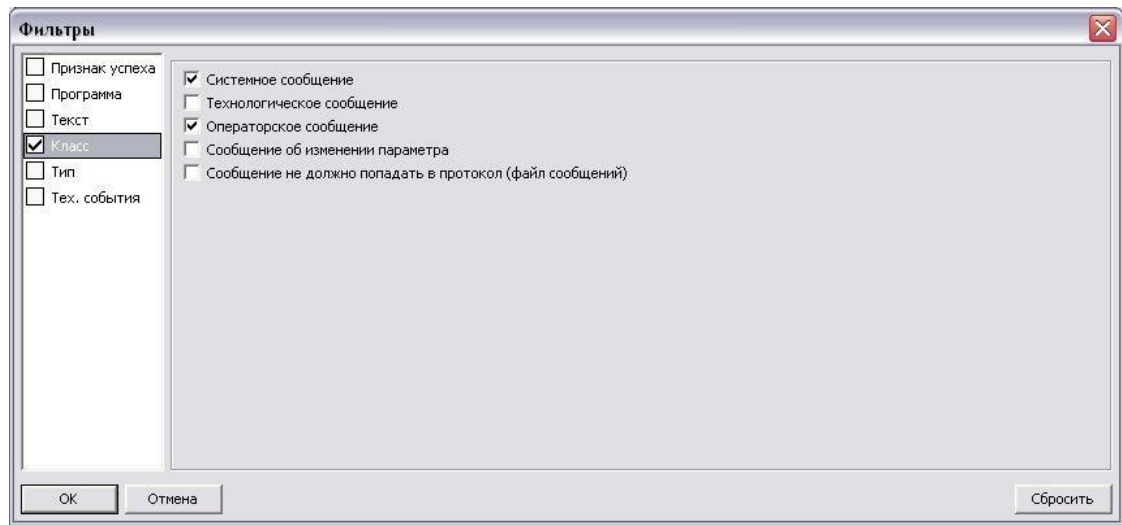 Фильтры
Признак успеха
Программа
Текст
Класс
Тип
Тех. события
Системное сообщение
Технологическое сообщение
Операторское сообщение
Сообщение об изменении параметра
Сообщение не должно попадать в протокол (файл сообщений)
OK
Отмена
Сбросить